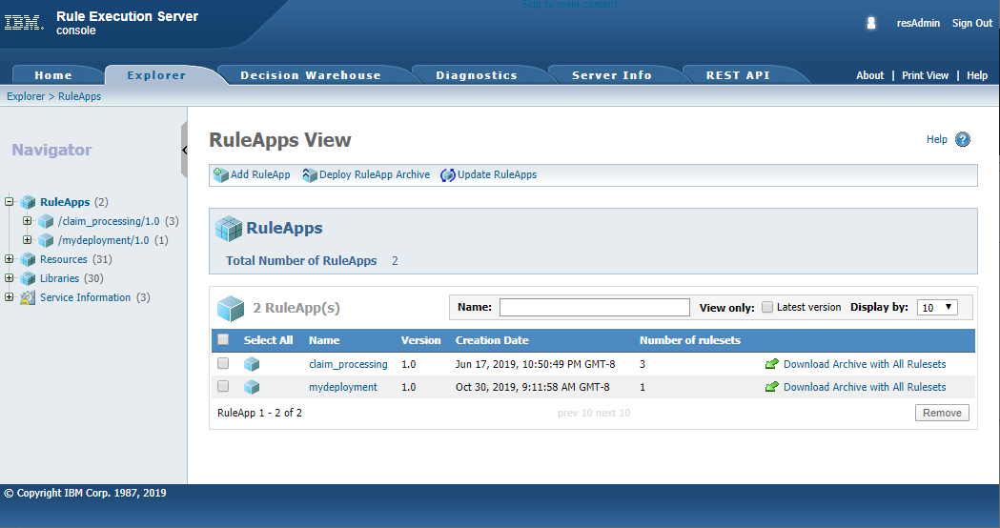 Skip to main content
IBM. Rule Execution Server
console
resAdmin Sign Out
Home Explorer Decision Warehouse Diagnostics Server Info REST API About | Print View | Help
Explorer > RuleApps
Navigator
RuleApps (2)
/claim_processing/1.0 (3)
/mydeployment/1.0 (1)
Resources (31)
Libraries (30)
Service Information (3)
RuleApps View
Help ?
Add RuleApp Deploy RuleApp Archive Update RuleApps
RuleApps
Total Number of RuleApps 2
2 RuleApp(s) Name: View only: Latest version Display by: 10
Select All Name Version Creation Date Number of rulesets
claim_processing 1.0 Jun 17, 2019, 10:50:49 PM GMT-8 3 Download Archive with All Rulesets
mydeployment 1.0 Oct 30, 2019, 9:11:58 AM GMT-8 1 Download Archive with All Rulesets
RuleApp 1 - 2 of 2 prev 10 next 10 Remove
© Copyright IBM Corp. 1987, 2019